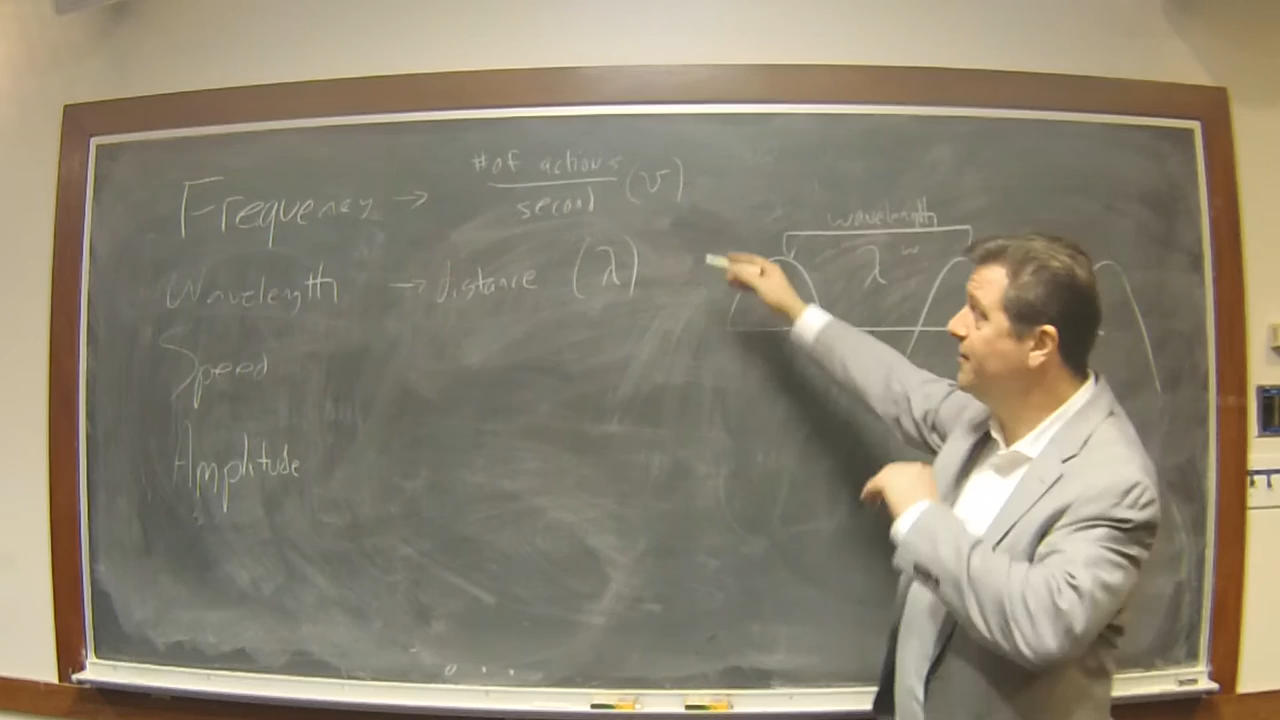 Frequency → # of actions / second (ν)
Wavelength → distance (λ)
Speed
Amplitude
wavelength
λ